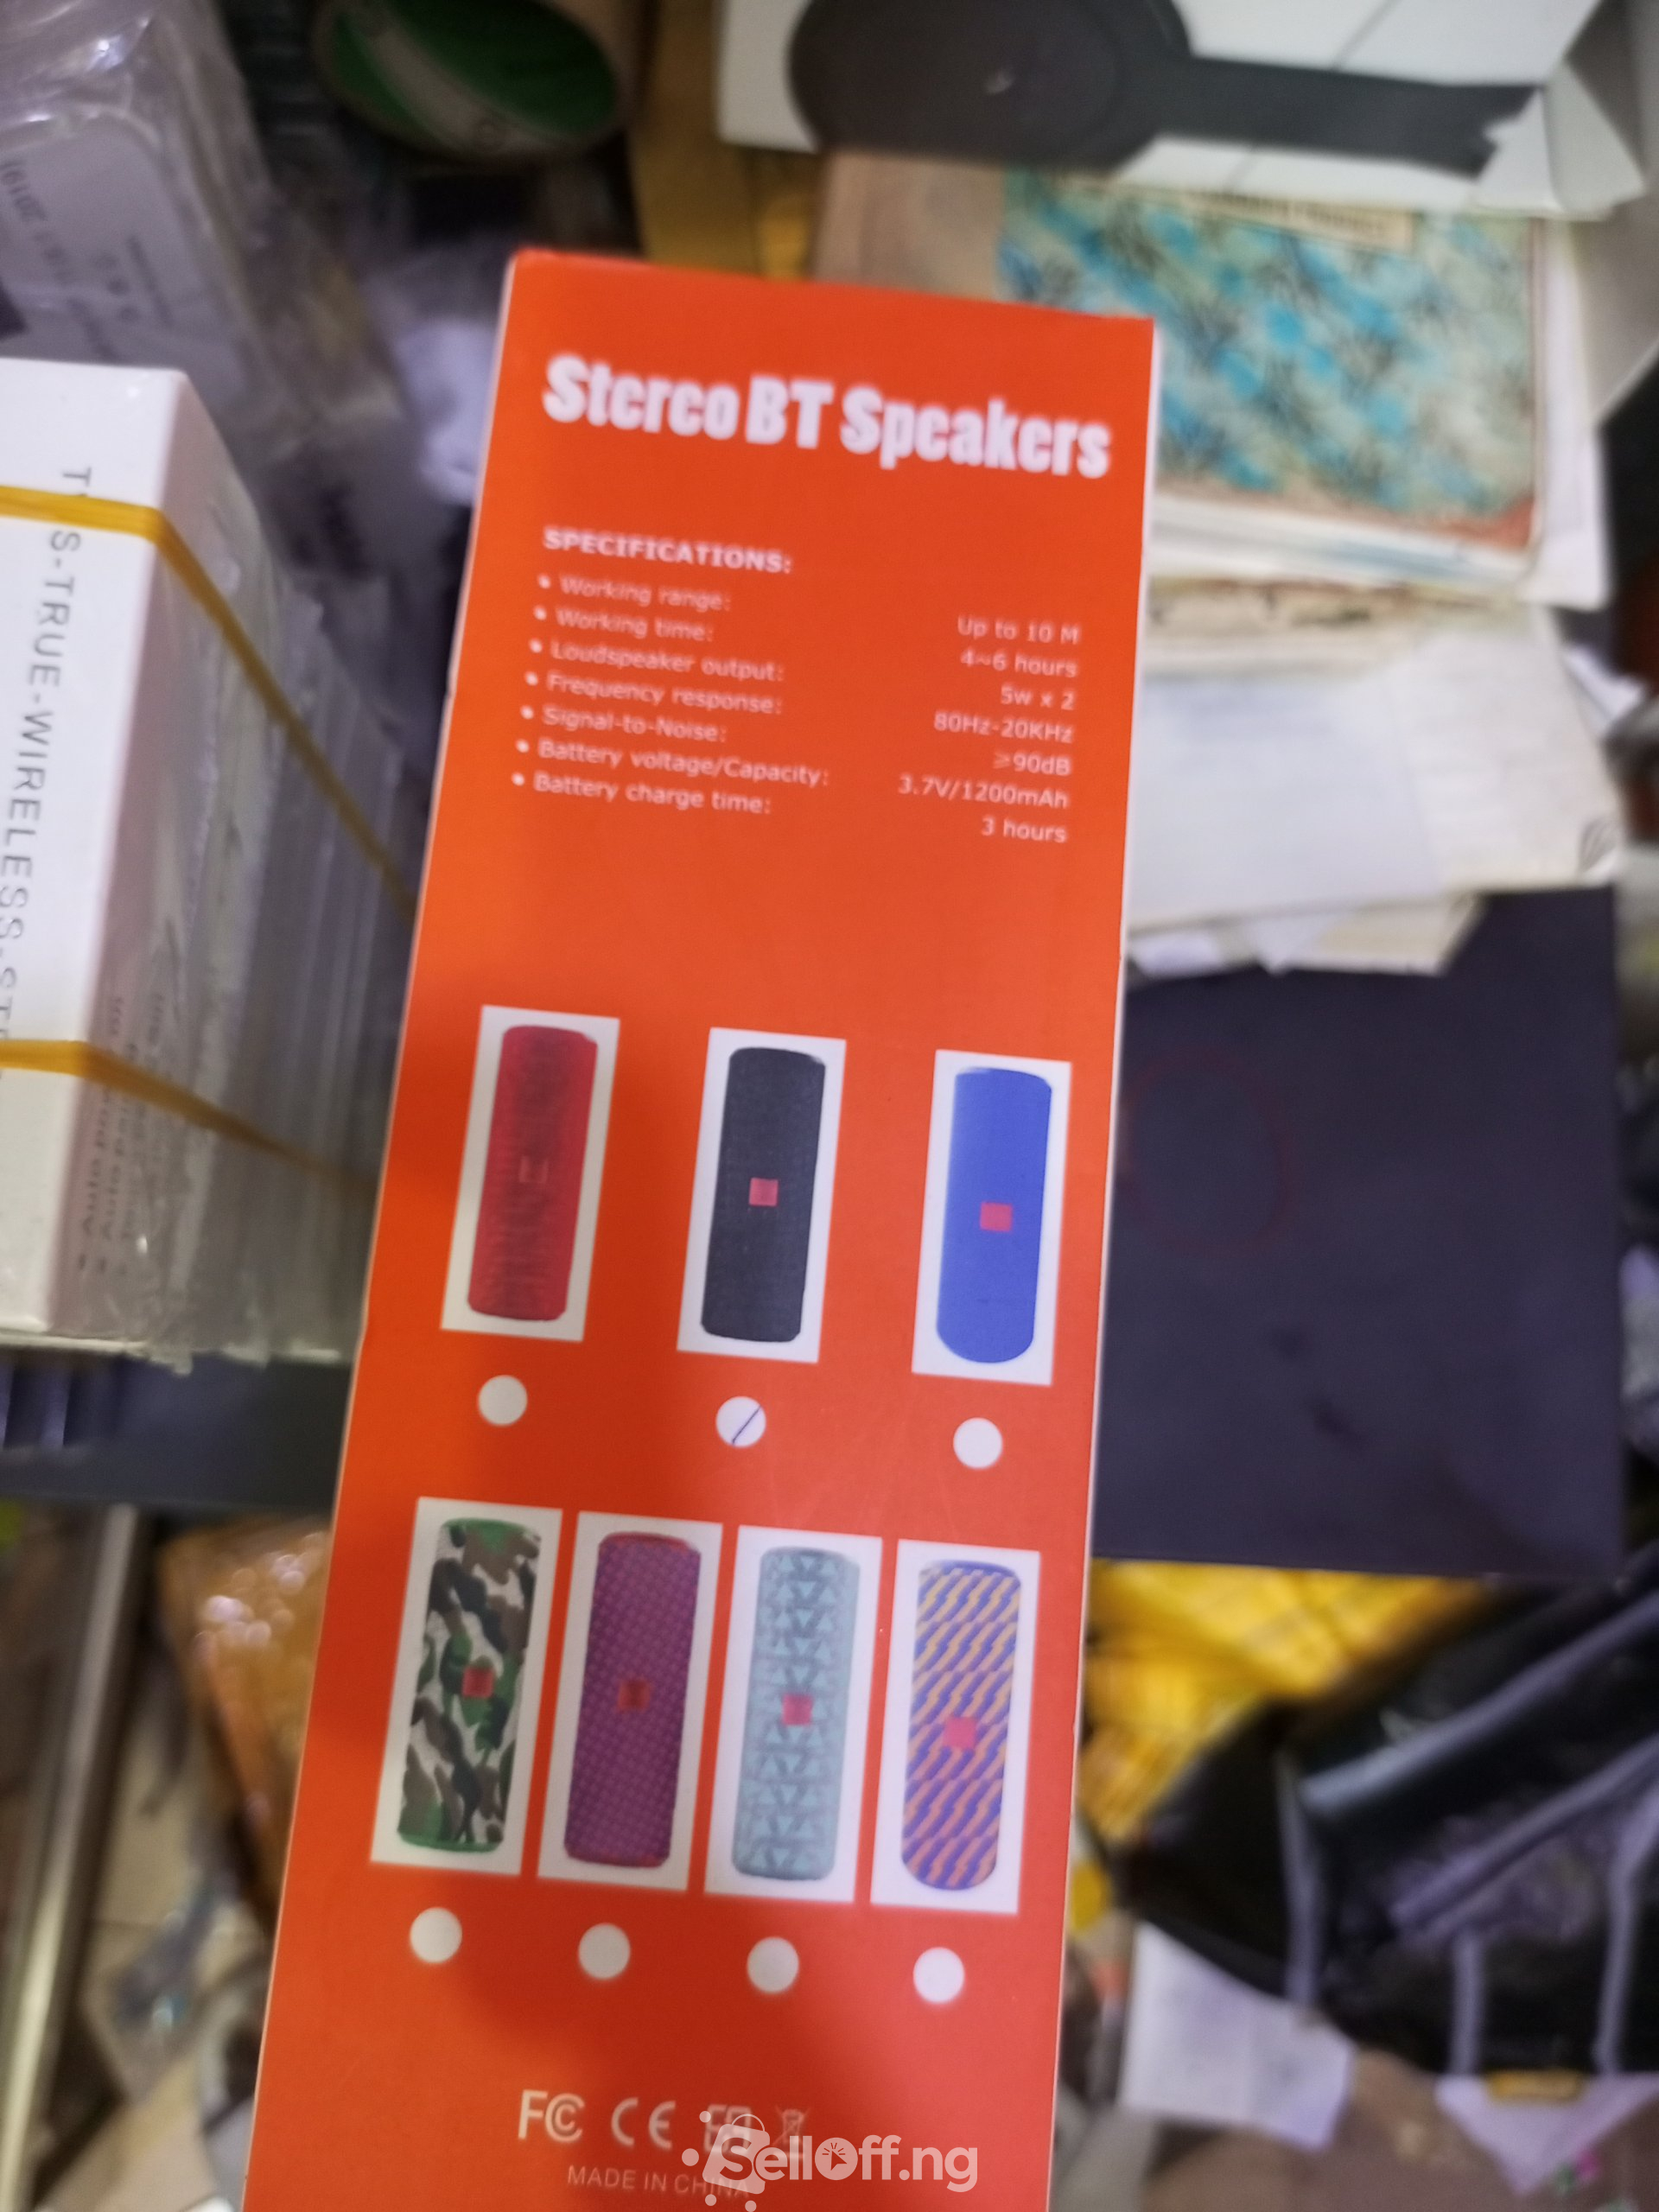 Stereo BT Speakers
SPECIFICATIONS:
• Working range: Up to 10 M
• Working time: 4~6 hours
• Loudspeaker output: 5w x 2
• Frequency response: 80Hz-20KHz
• Signal-to-Noise: ≥90dB
• Battery voltage/Capacity: 3.7V/1200mAh
• Battery charge time: 3 hours
FC CE
MADE IN CHINA
SellOff.ng
S-TRUE-WIRELESS-STE